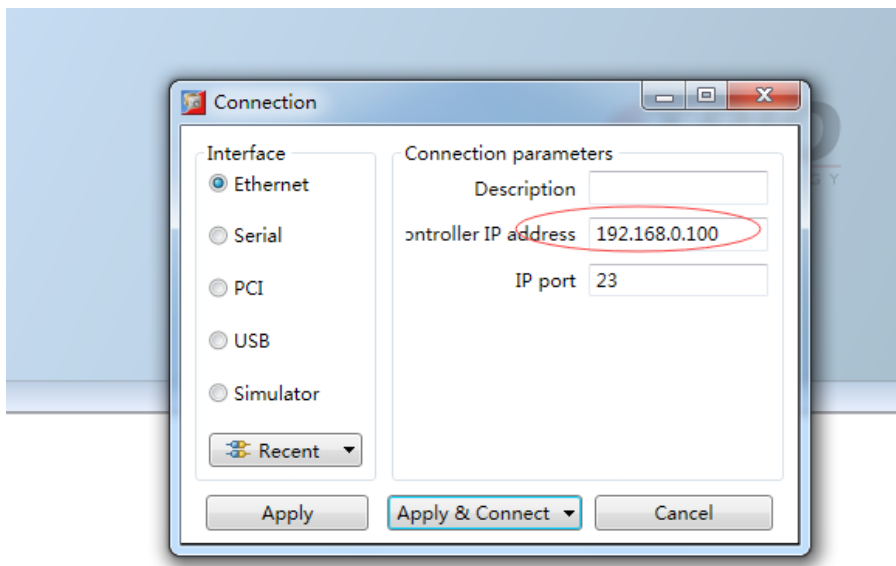 Connection
Interface
Ethernet
Serial
PCI
USB
Simulator
Recent
Connection parameters
Description
ontroller IP address 192.168.0.100
IP port 23
Apply
Apply & Connect
Cancel